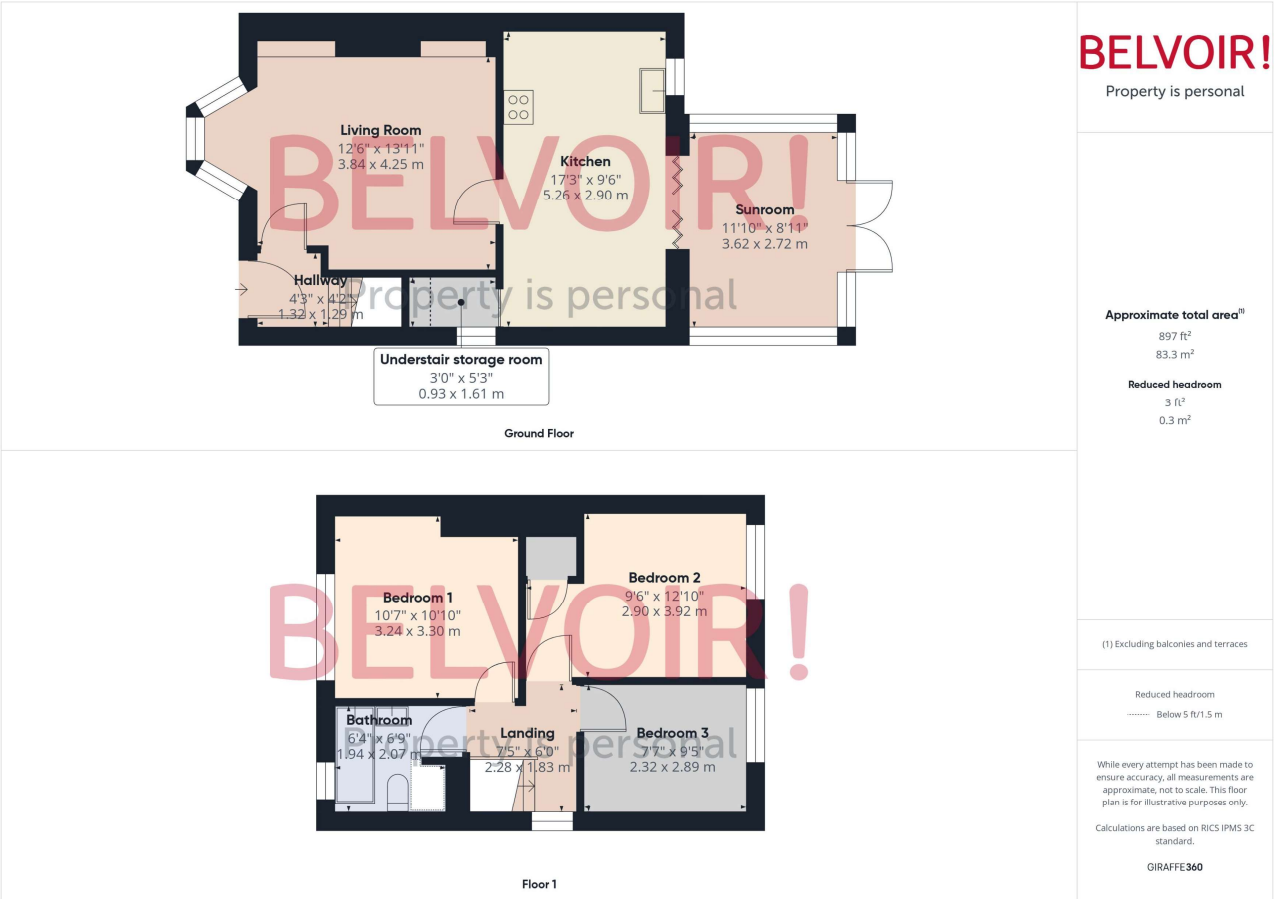 BELVOIR!
Property is personal
Living Room
12'6" x 13'11"
3.84 x 4.25 m
Kitchen
17'3" x 9'6"
5.26 x 2.90 m
Sunroom
11'10" x 8'11"
3.62 x 2.72 m
Hallway
4'3" x 4'2"
1.32 x 1.29 m
Understair storage room
3'0" x 5'3"
0.93 x 1.61 m
BELVOIR!
Property is personal
Ground Floor
Bedroom 1
10'7" x 10'10"
3.24 x 3.30 m
Bedroom 2
9'6" x 12'10"
2.90 x 3.92 m
Bathroom
6'4" x 6'9"
1.94 x 2.07 m
Landing
7'5" x 6'0"
2.28 x 1.83 m
Bedroom 3
7'7" x 9'5"
2.32 x 2.89 m
BELVOIR!
Property is personal
Floor 1
Approximate total area(1)
897 ft²
83.3 m²
Reduced headroom
3 ft²
0.3 m²
(1) Excluding balconies and terraces
Reduced headroom
Below 5 ft/1.5 m
While every attempt has been made to
ensure accuracy, all measurements are
approximate, not to scale. This floor
plan is for illustrative purposes only.
Calculations are based on RICS IPMS 3C
standard.
GIRAFFE360